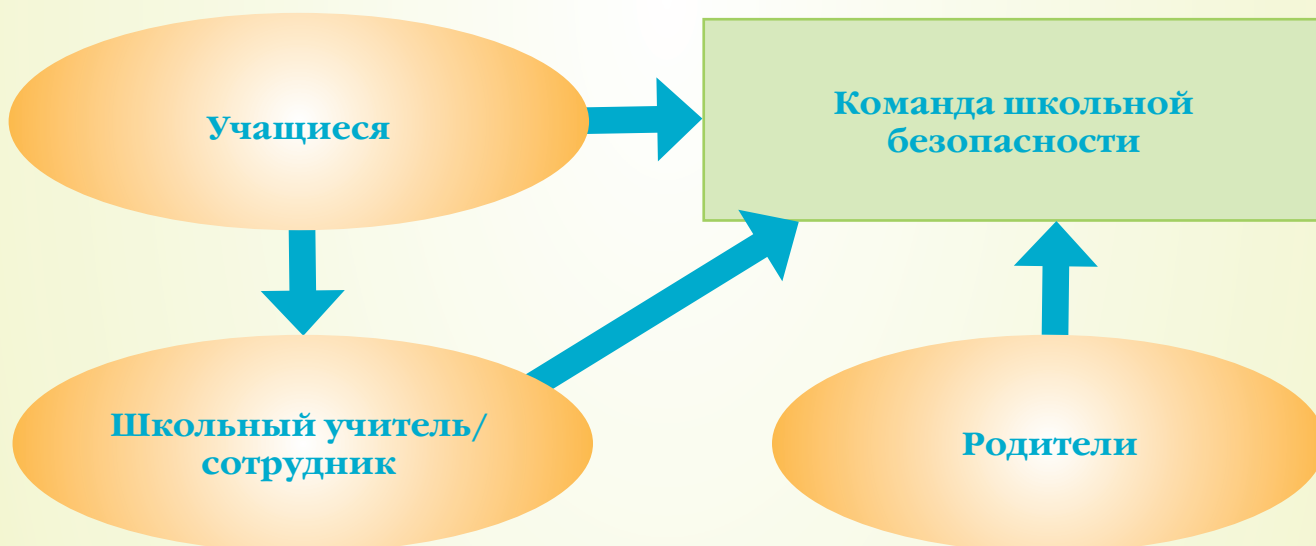 Учащиеся
Команда школьной
безопасности
Школьный учитель/
сотрудник
Родители